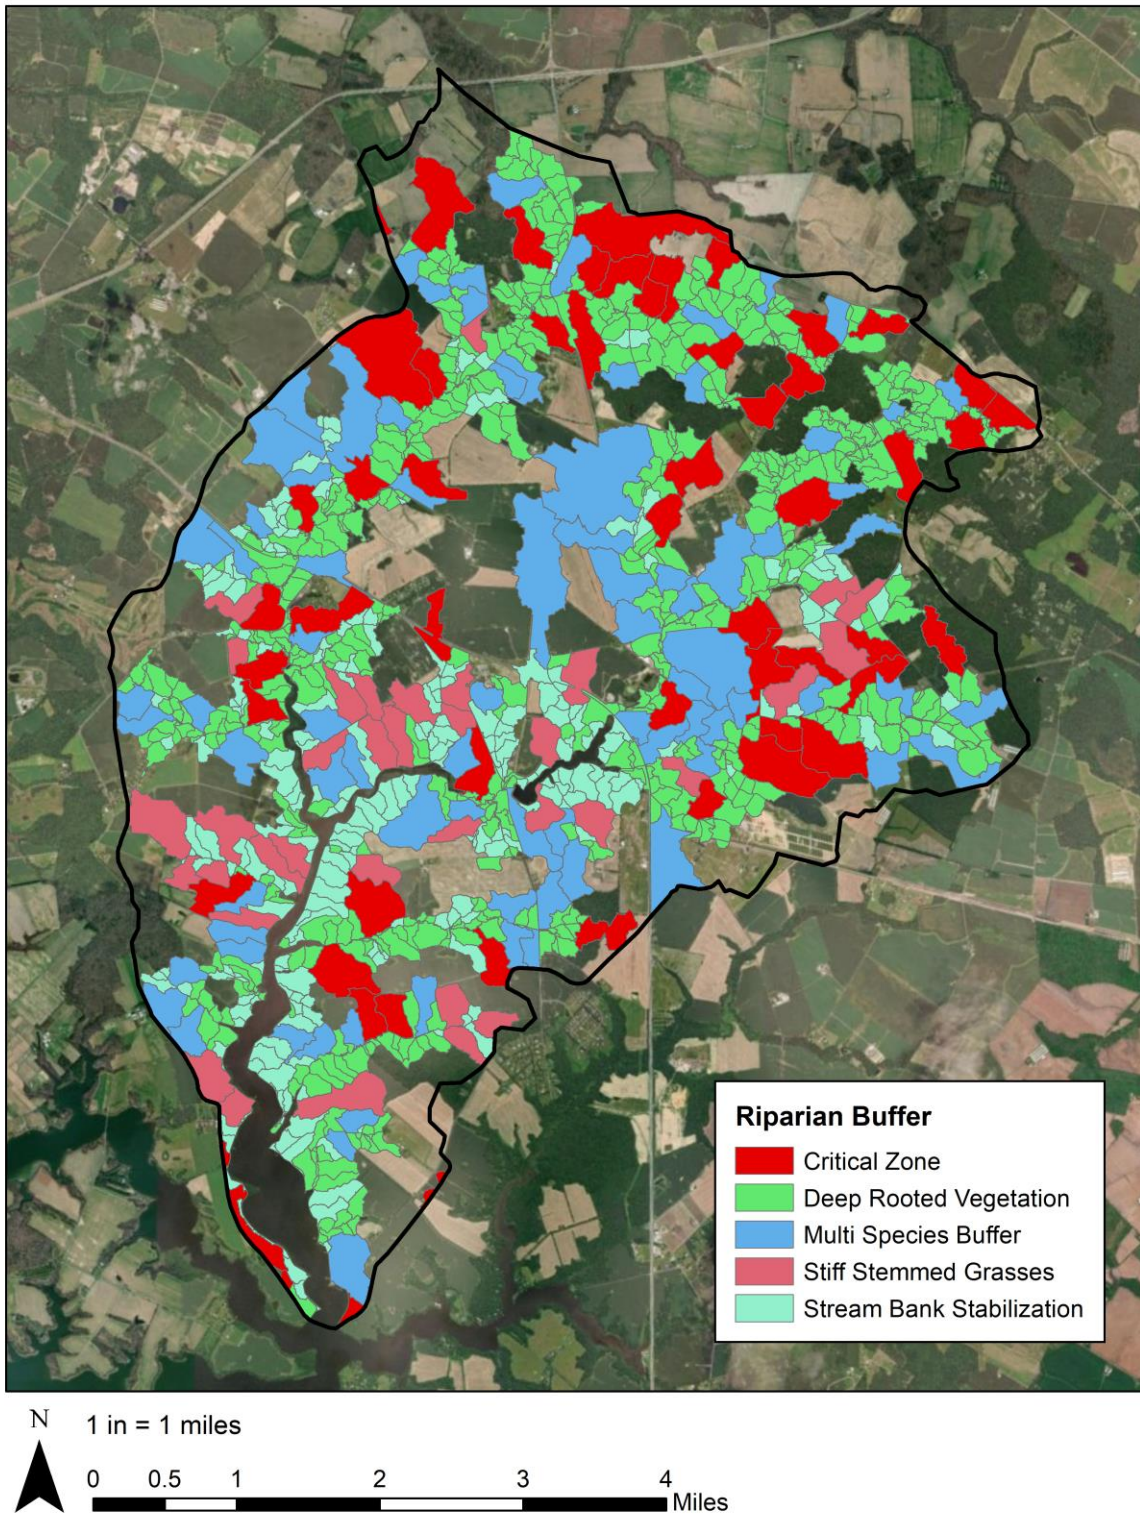 Riparian Buffer
Critical Zone
Deep Rooted Vegetation
Multi Species Buffer
Stiff Stemmed Grasses
Stream Bank Stabilization
N
1 in = 1 miles
0 0.5 1 2 3 4
Miles